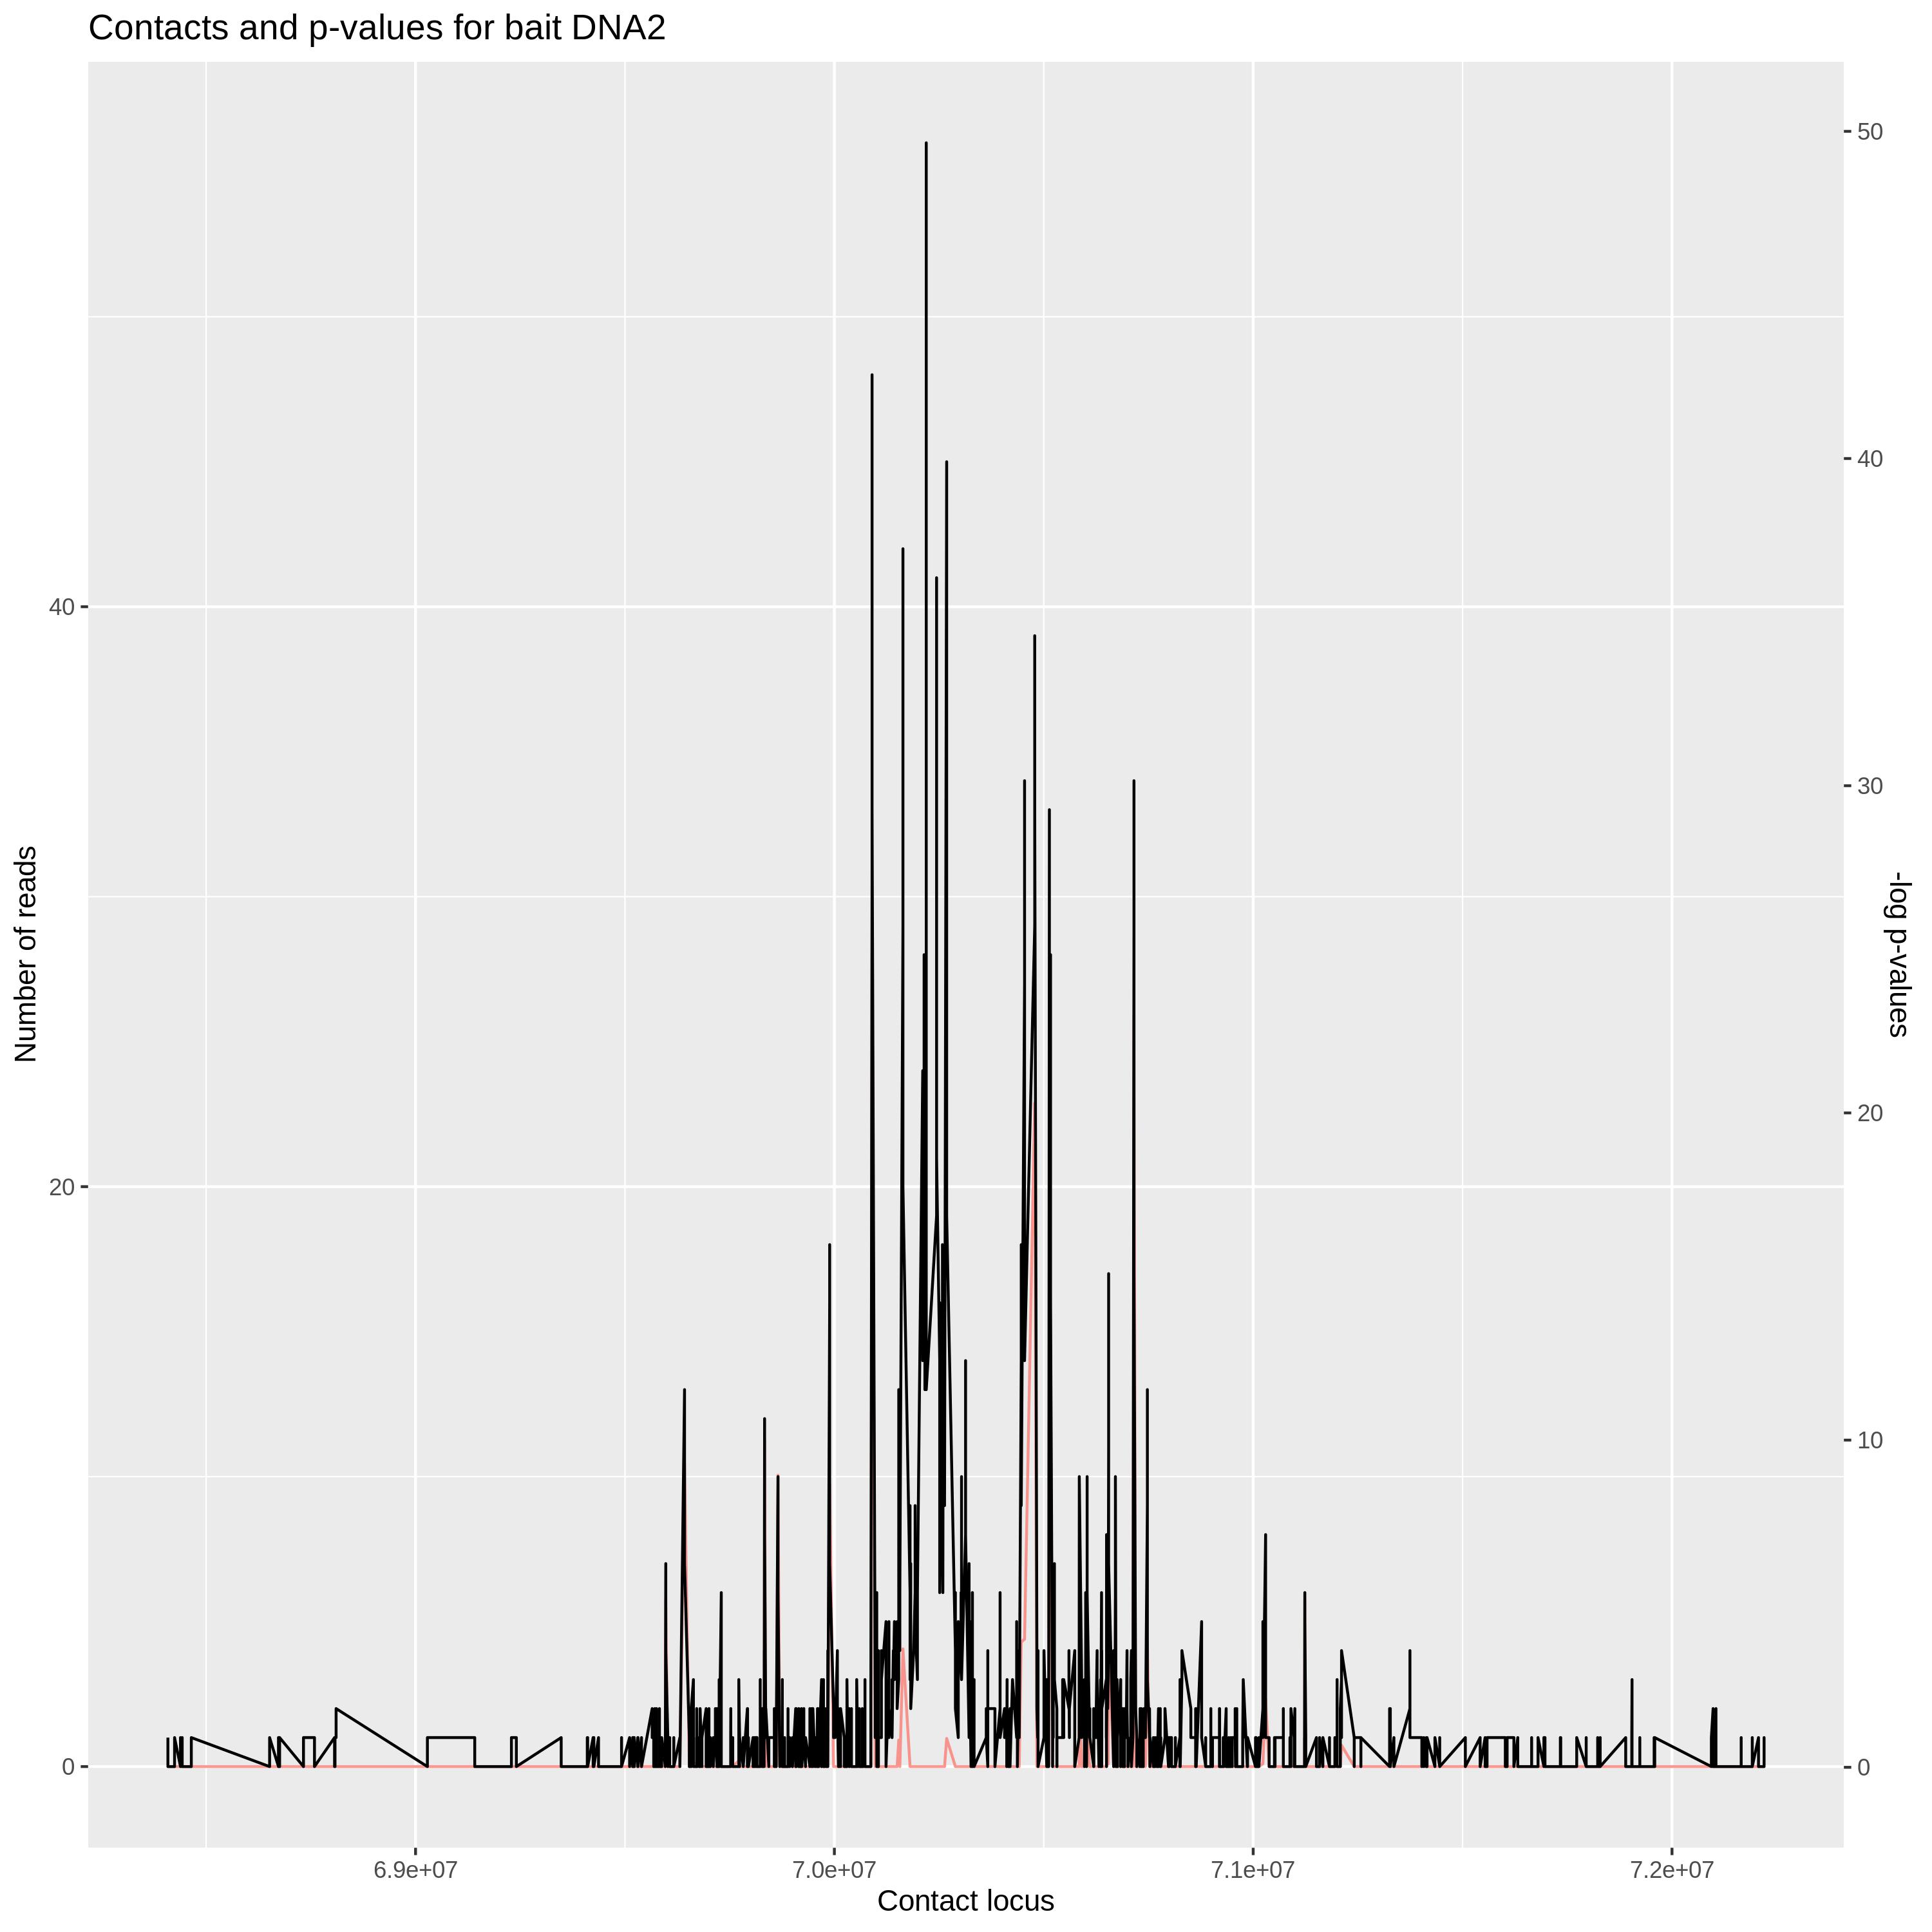 Contacts and p-values for bait DNA2
Number of reads
40
20
0
50
40
30
20
10
0
-log p-values
6.9e+07
7.0e+07
7.1e+07
7.2e+07
Contact locus